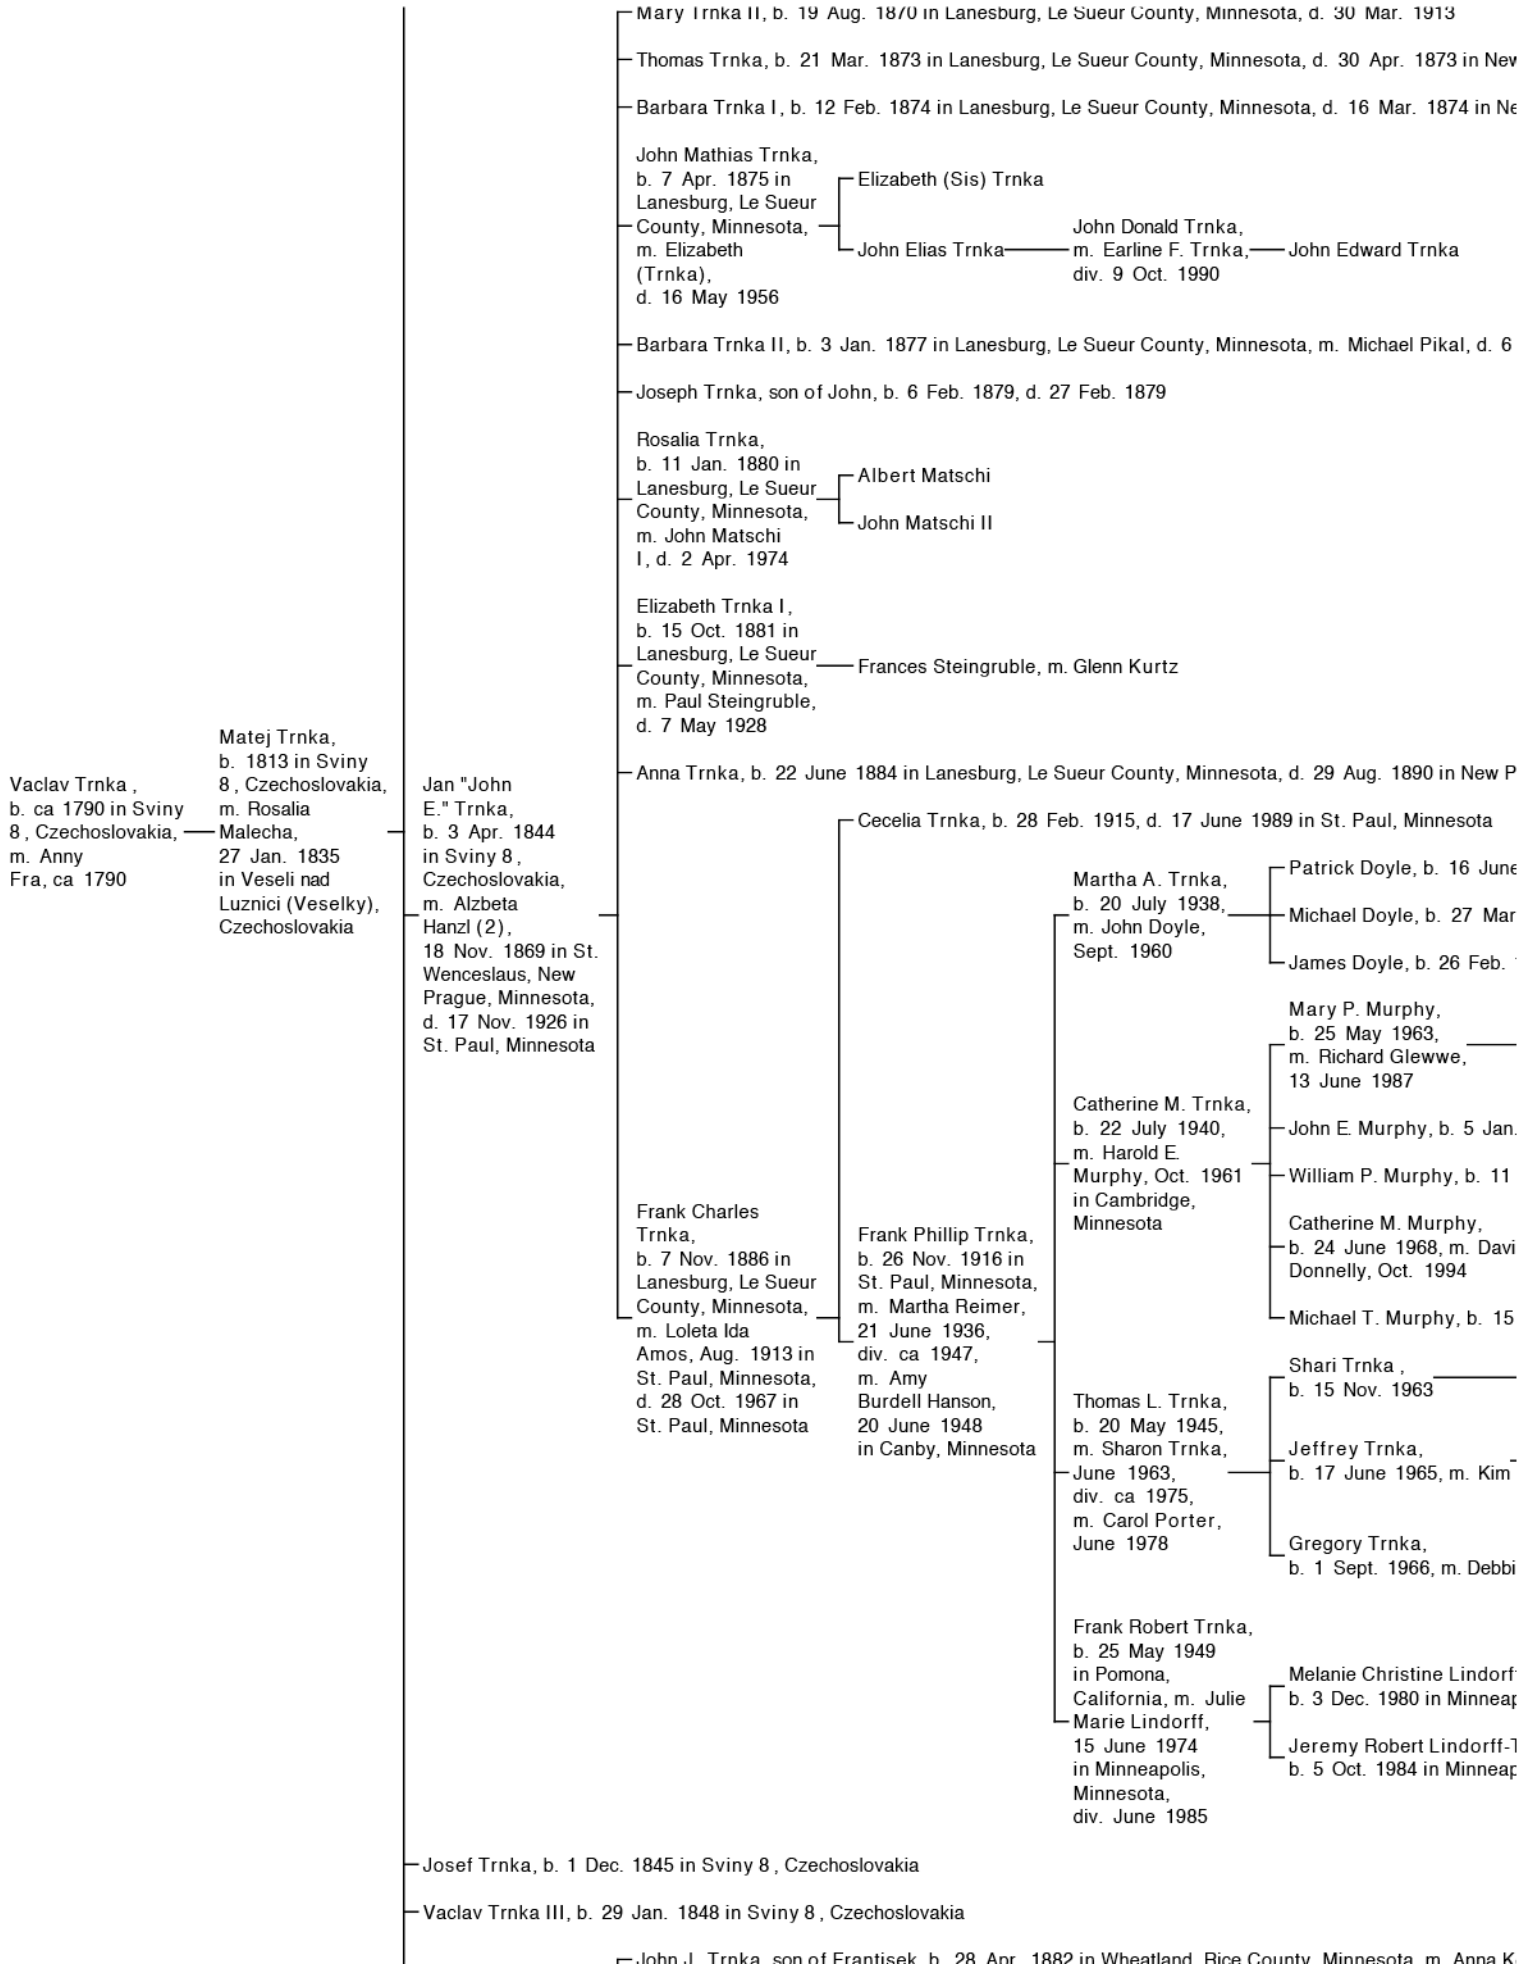 Mary Trnka II, b. 19 Aug. 1870 in Lanesburg, Le Sueur County, Minnesota, d. 30 Mar. 1913
Thomas Trnka, b. 21 Mar. 1873 in Lanesburg, Le Sueur County, Minnesota, d. 30 Apr. 1873 in New
Barbara Trnka I, b. 12 Feb. 1874 in Lanesburg, Le Sueur County, Minnesota, d. 16 Mar. 1874 in
John Mathias Trnka,
b. 7 Apr. 1875 in
Lanesburg, Le Sueur
County, Minnesota,
m. Elizabeth
(Trnka),
d. 16 May 1956
Elizabeth (Sis) Trnka
John Elias Trnka
John Donald Trnka,
m. Earline F. Trnka,
div. 9 Oct. 1990
John Edward Trnka
Barbara Trnka II, b. 3 Jan. 1877 in Lanesburg, Le Sueur County, Minnesota, m. Michael Pikal, d. 6
Joseph Trnka, son of John, b. 6 Feb. 1879, d. 27 Feb. 1879
Rosalia Trnka,
b. 11 Jan. 1880 in
Lanesburg, Le Sueur
County, Minnesota,
m. John Matschi
I, d. 2 Apr. 1974
Albert Matschi
John Matschi II
Elizabeth Trnka I,
b. 15 Oct. 1881 in
Lanesburg, Le Sueur
County, Minnesota,
m. Paul Steingruble,
d. 7 May 1928
Frances Steingruble, m. Glenn Kurtz
Anna Trnka, b. 22 June 1884 in Lanesburg, Le Sueur County, Minnesota, d. 29 Aug. 1890 in New P
Vaclav Trnka,
b. ca 1790 in Sviny
8, Czechoslovakia,
m. Anny
Fra, ca 1790
Matej Trnka,
b. 1813 in Sviny
8, Czechoslovakia,
m. Rosalia
Malecha,
27 Jan. 1835
in Veseli nad
Luznici (Veselky),
Czechoslovakia
Jan "John
E." Trnka,
b. 3 Apr. 1844
in Sviny 8,
Czechoslovakia,
m. Alzbeta
Hanzl (2),
18 Nov. 1869 in St.
Wenceslaus, New
Prague, Minnesota,
d. 17 Nov. 1926 in
St. Paul, Minnesota
Frank Charles
Trnka,
b. 7 Nov. 1886 in
Lanesburg, Le Sueur
County, Minnesota,
m. Loleta Ida
Amos, Aug. 1913 in
St. Paul, Minnesota,
d. 28 Oct. 1967 in
St. Paul, Minnesota
Cecelia Trnka, b. 28 Feb. 1915, d. 17 June 1989 in St. Paul, Minnesota
Frank Phillip Trnka,
b. 26 Nov. 1916 in
St. Paul, Minnesota,
m. Martha Reimer,
21 June 1936,
div. ca 1947,
m. Amy
Burdell Hanson,
20 June 1948
in Canby, Minnesota
Martha A. Trnka,
b. 20 July 1938,
m. John Doyle,
Sept. 1960
Patrick Doyle, b. 16 June
Michael Doyle, b. 27 Mar
James Doyle, b. 26 Feb.
Catherine M. Trnka,
b. 22 July 1940,
m. Harold E.
Murphy, Oct. 1961
in Cambridge,
Minnesota
Mary P. Murphy,
b. 25 May 1963,
m. Richard Glewwe,
13 June 1987
John E. Murphy, b. 5 Jan.
William P. Murphy, b. 11
Catherine M. Murphy,
b. 24 June 1968, m. Davi
Donnelly, Oct. 1994
Michael T. Murphy, b. 15
Thomas L. Trnka,
b. 20 May 1945,
m. Sharon Trnka,
June 1963,
div. ca 1975,
m. Carol Porter,
June 1978
Shari Trnka,
b. 15 Nov. 1963
Jeffrey Trnka,
b. 17 June 1965, m. Kim
Gregory Trnka,
b. 1 Sept. 1966, m. Debbi
Frank Robert Trnka,
b. 25 May 1949
in Pomona,
California, m. Julie
Marie Lindorff,
15 June 1974
in Minneapolis,
Minnesota,
div. June 1985
Melanie Christine Lindorf
b. 3 Dec. 1980 in Minneap
Jeremy Robert Lindorff-T
b. 5 Oct. 1984 in Minneap
Josef Trnka, b. 1 Dec. 1845 in Sviny 8, Czechoslovakia
Vaclav Trnka III, b. 29 Jan. 1848 in Sviny 8, Czechoslovakia
John J. Trnka, son of Frantisek, b. 28 Apr. 1882 in Wheatland, Rice County, Minnesota, m. Anna